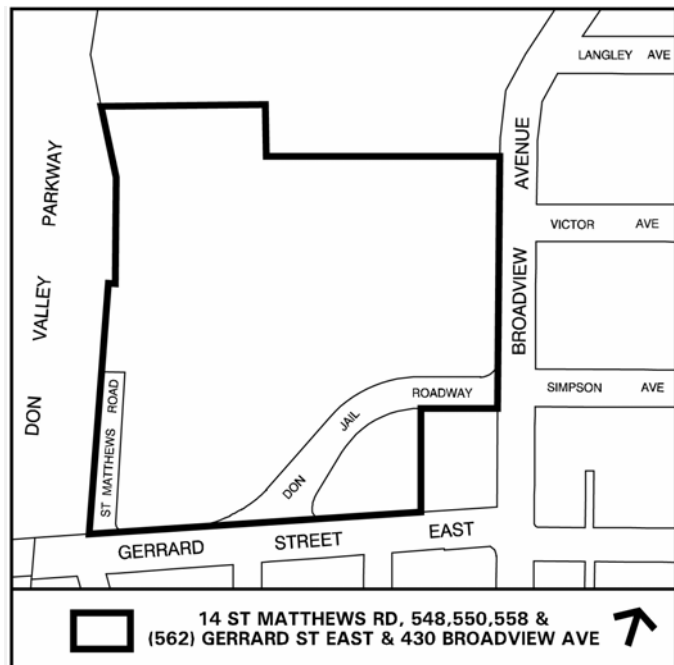 LANGLEY AVE
DON VALLEY PARKWAY
BROADVIEW AVENUE
VICTOR AVE
SIMPSON AVE
ST MATTHEWS ROAD
DON JAIL ROADWAY
GERRARD STREET EAST
14 ST MATTHEWS RD, 548,550,558 &
(562) GERRARD ST EAST & 430 BROADVIEW AVE